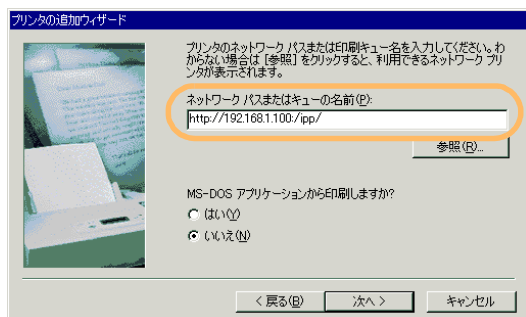 プリンタの追加ウィザード
プリンタのネットワーク パスまたは印刷キュー名を入力してください。わ
からない場合は [参照] をクリックすると、利用できるネットワーク プリ
ンタが表示されます。
ネットワーク パスまたはキューの名前(P):
http://192.168.1.100:/ipp/
参照(R)...
MS-DOS アプリケーションから印刷しますか?
はい(Y)
いいえ(N)
< 戻る(B) 次へ > キャンセル